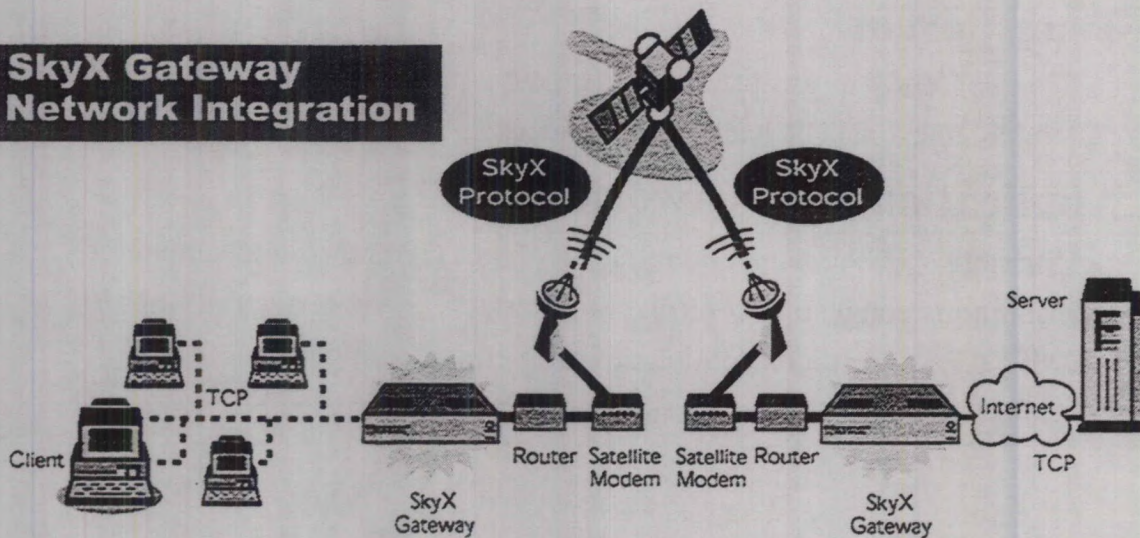 SkyX Gateway
Network Integration
SkyX
Protocol
SkyX
Protocol
Server
TCP
Client
Router
Satellite
Modem
Satellite
Modem
Router
Internet
TCP
SkyX
Gateway
SkyX
Gateway